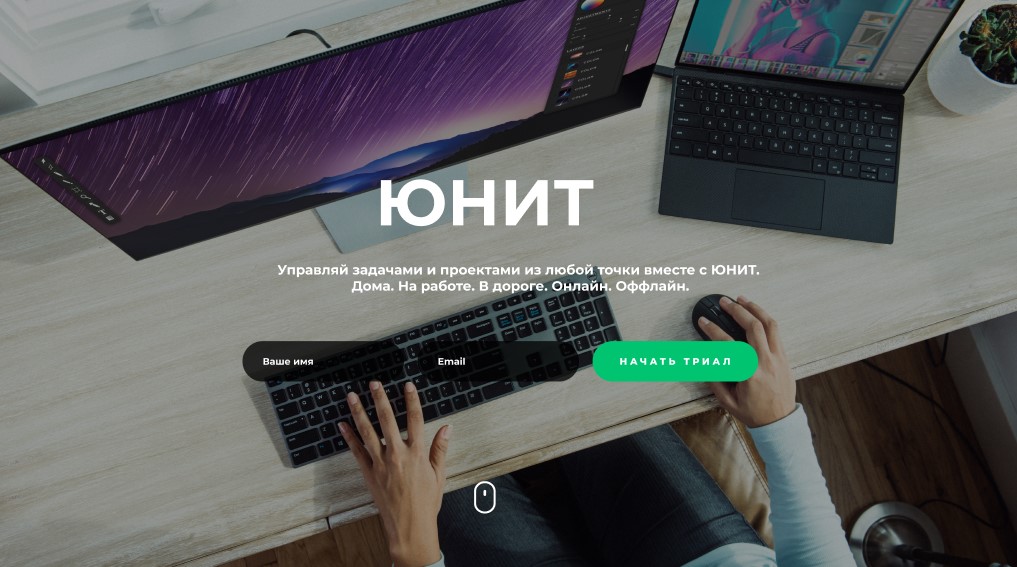 ЮНИТ
Управляй задачами и проектами из любой точки вместе с ЮНИТ.
Дома. На работе. В дороге. Онлайн. Оффлайн.
Ваше имя
Email
НАЧАТЬ ТРИАЛ